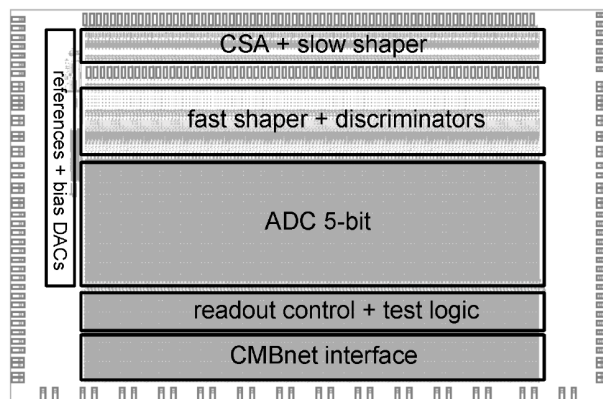 CSA + slow shaper
references + bias DACs
fast shaper + discriminators
ADC 5-bit
readout control + test logic
CMBnet interface